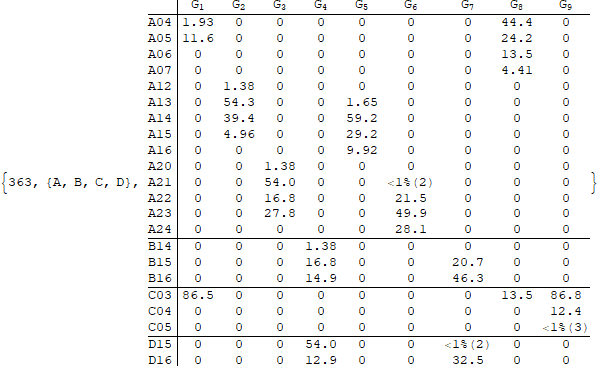 G1 G2 G3 G4 G5 G6 G7 G8 G9
A04 1.93 0 0 0 0 0 0 44.4 0
A05 11.6 0 0 0 0 0 0 24.2 0
A06 0 0 0 0 0 0 0 13.5 0
A07 0 0 0 0 0 0 0 4.41 0
A12 0 1.38 0 0 0 0 0 0 0
A13 0 54.3 0 0 1.65 0 0 0 0
A14 0 39.4 0 0 59.2 0 0 0 0
A15 0 4.96 0 0 29.2 0 0 0 0
A16 0 0 0 0 9.92 0 0 0 0
A20 0 0 1.38 0 0 0 0 0 0
{363, {A, B, C, D}, A21 0 0 54.0 0 0 <1%(2) 0 0 0 }
A22 0 0 16.8 0 0 21.5 0 0 0
A23 0 0 27.8 0 0 49.9 0 0 0
A24 0 0 0 0 0 28.1 0 0 0
B14 0 0 0 1.38 0 0 0 0 0
B15 0 0 0 16.8 0 0 20.7 0 0
B16 0 0 0 14.9 0 0 46.3 0 0
C03 86.5 0 0 0 0 0 0 13.5 86.8
C04 0 0 0 0 0 0 0 0 12.4
C05 0 0 0 0 0 0 0 0 <1%(3)
D15 0 0 0 54.0 0 0 <1%(2) 0 0
D16 0 0 0 12.9 0 0 32.5 0 0